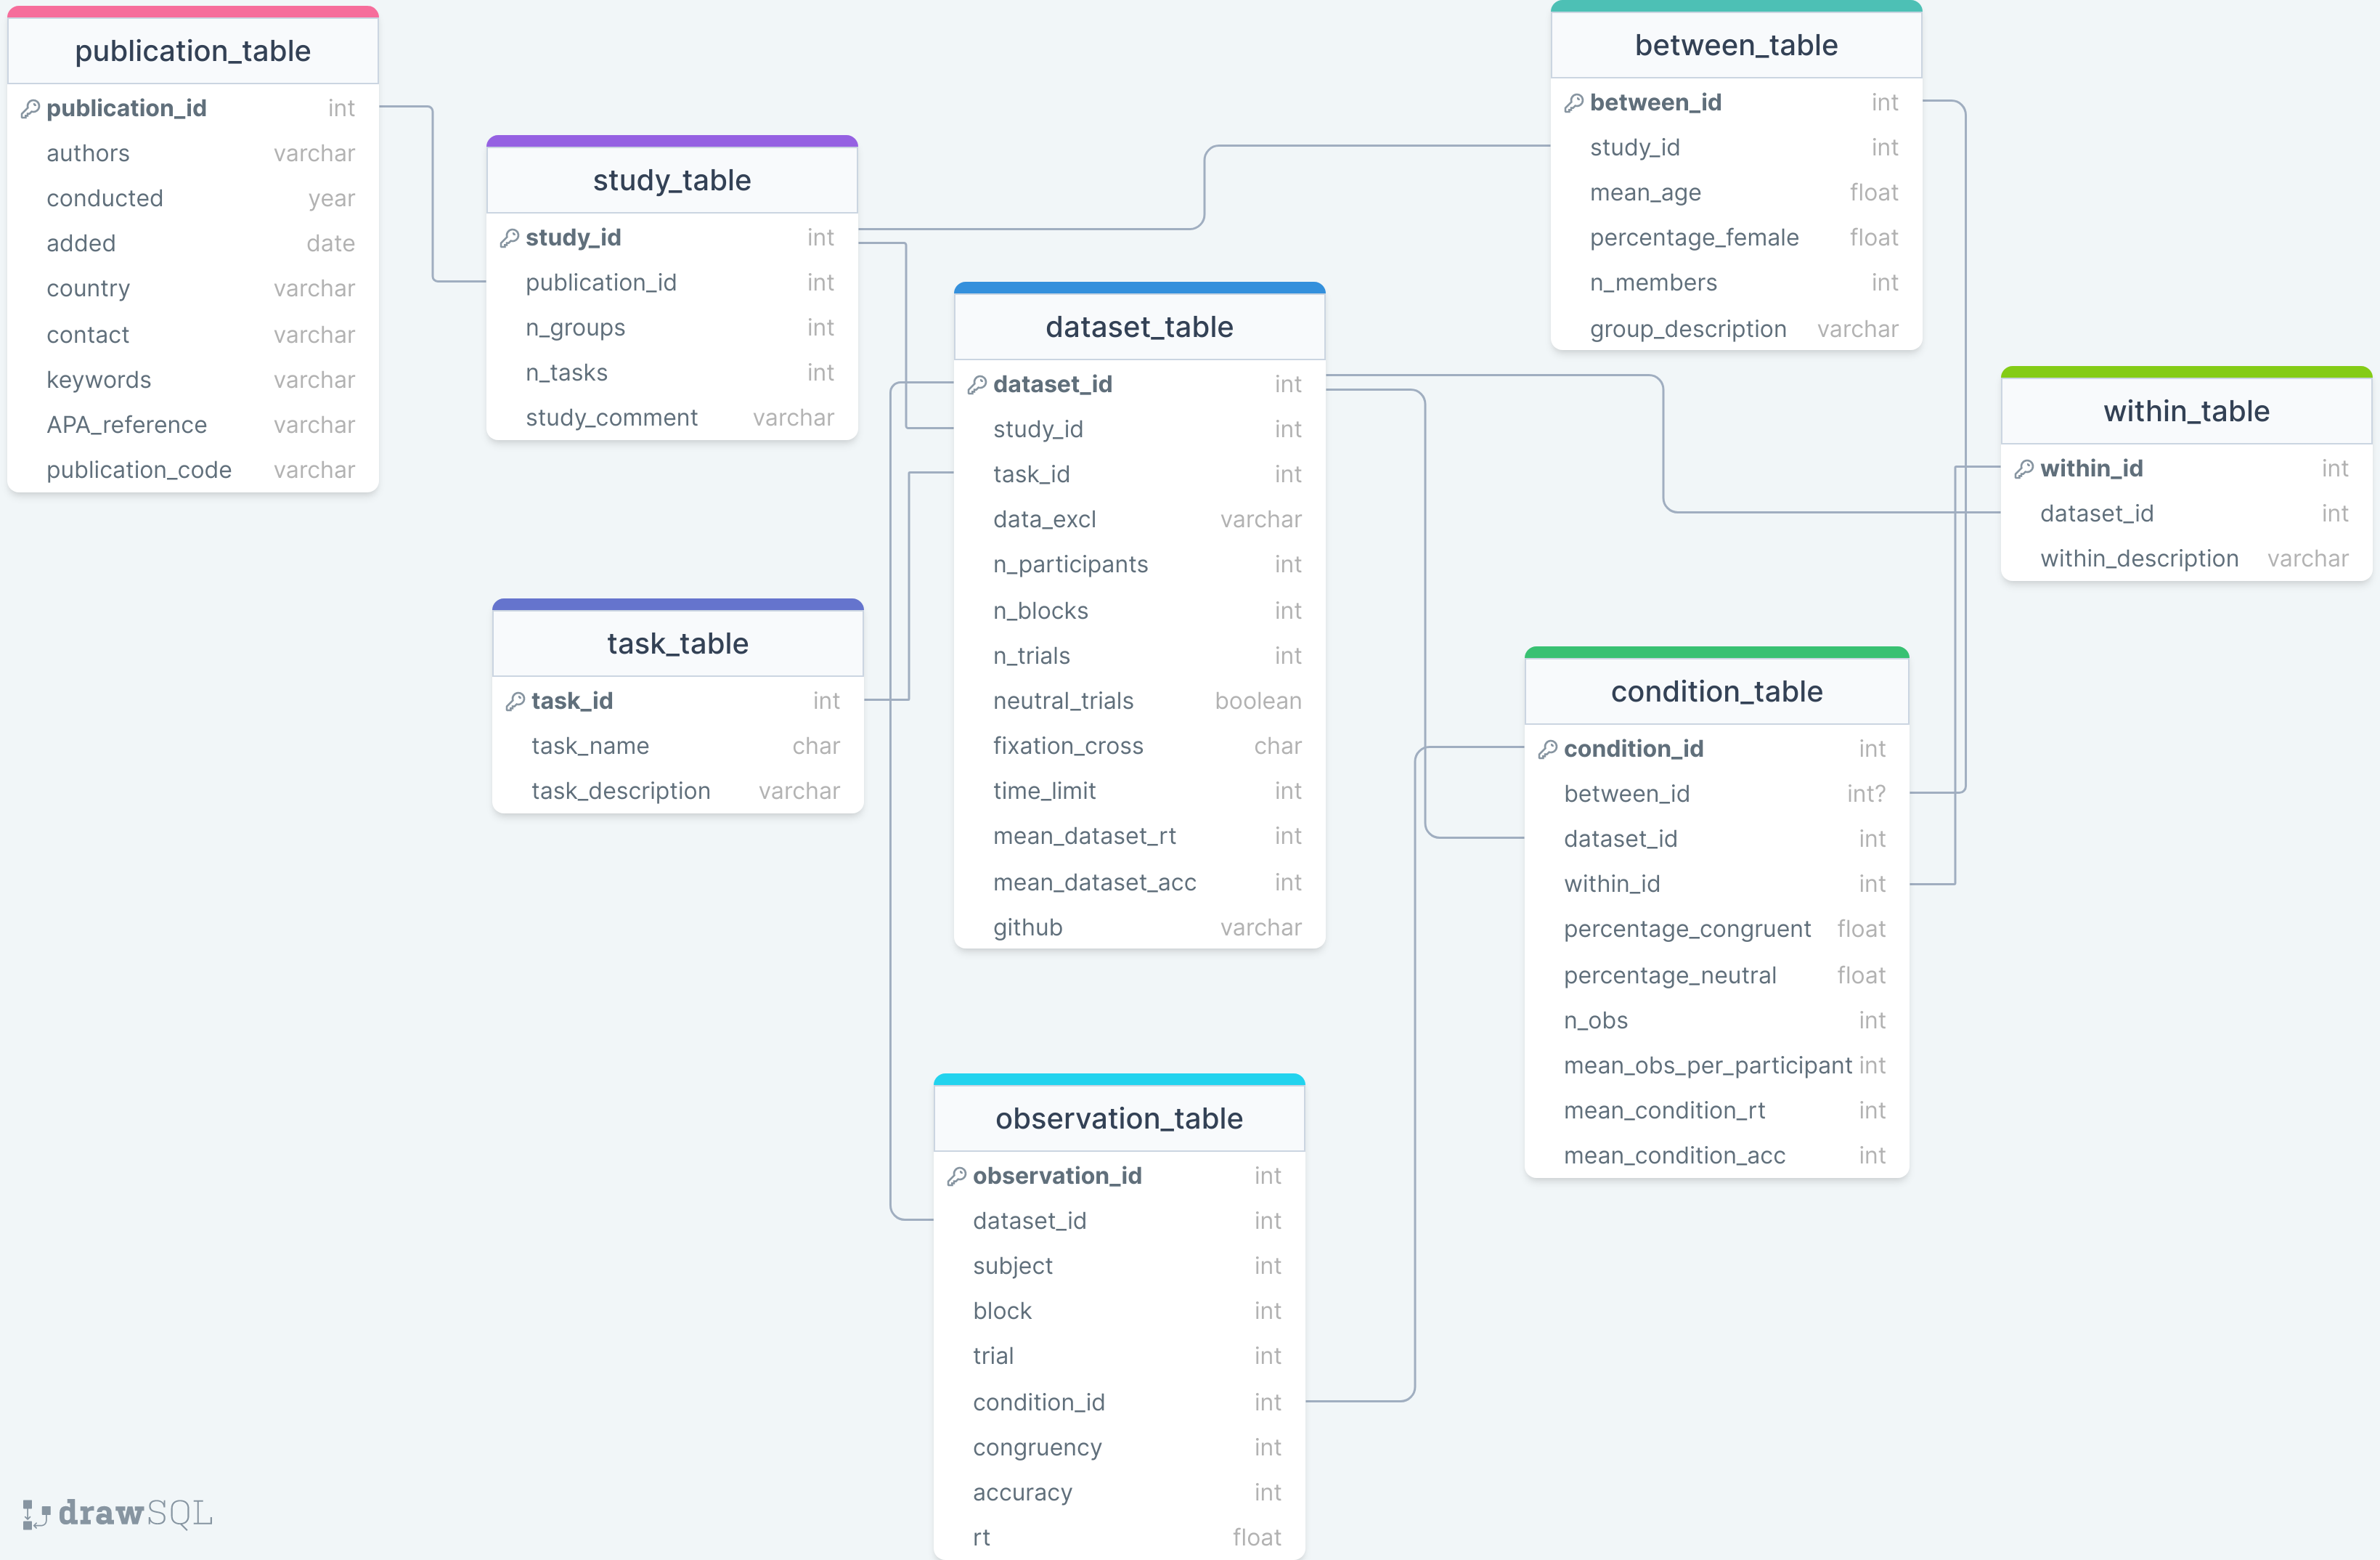 publication_table
publication_id int
authors varchar
conducted year
added date
country varchar
contact varchar
keywords varchar
APA_reference varchar
publication_code varchar
study_table
study_id int
publication_id int
n_groups int
n_tasks int
study_comment varchar
task_table
task_id int
task_name char
task_description varchar
dataset_table
dataset_id int
study_id int
task_id int
data_excl varchar
n_participants int
n_blocks int
n_trials int
neutral_trials boolean
fixation_cross char
time_limit int
mean_dataset_rt int
mean_dataset_acc int
github varchar
observation_table
observation_id int
dataset_id int
subject int
block int
trial int
condition_id int
congruency int
accuracy int
rt float
between_table
between_id int
study_id int
mean_age float
percentage_female float
n_members int
group_description varchar
within_table
within_id int
dataset_id int
within_description varchar
condition_table
condition_id int
between_id int?
dataset_id int
within_id int
percentage_congruent float
percentage_neutral float
n_obs int
mean_obs_per_participant int
mean_condition_rt int
mean_condition_acc int
drawSQL